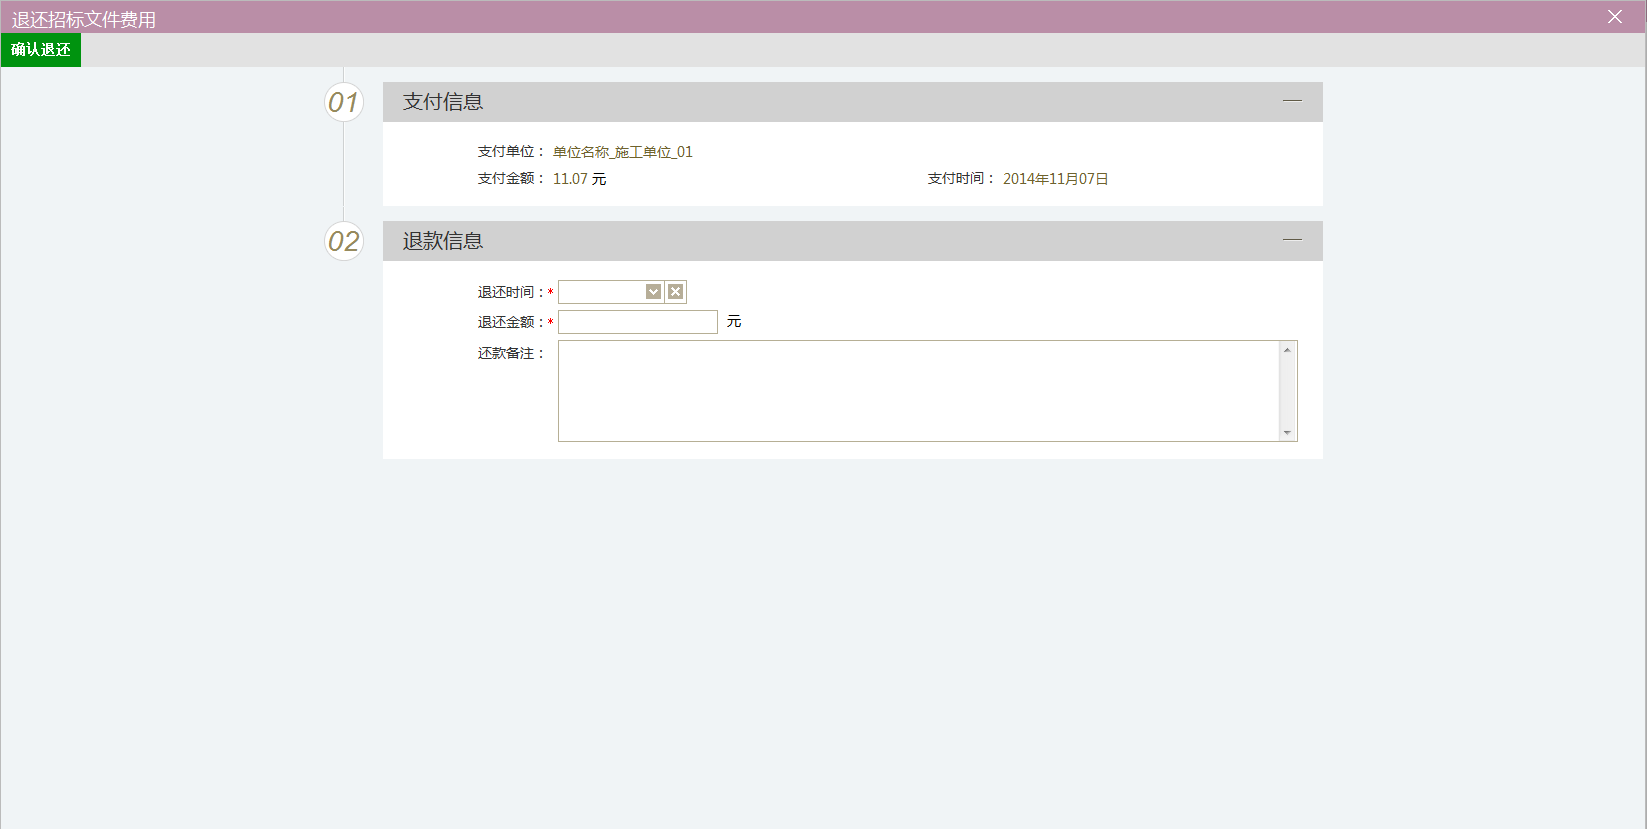 退还招标文件费用
确认退还
01 支付信息
支付单位： 单位名称_施工单位_01
支付金额： 11.07 元 支付时间： 2014年11月07日
02 退款信息
退还时间：*
退还金额：* 元
还款备注：